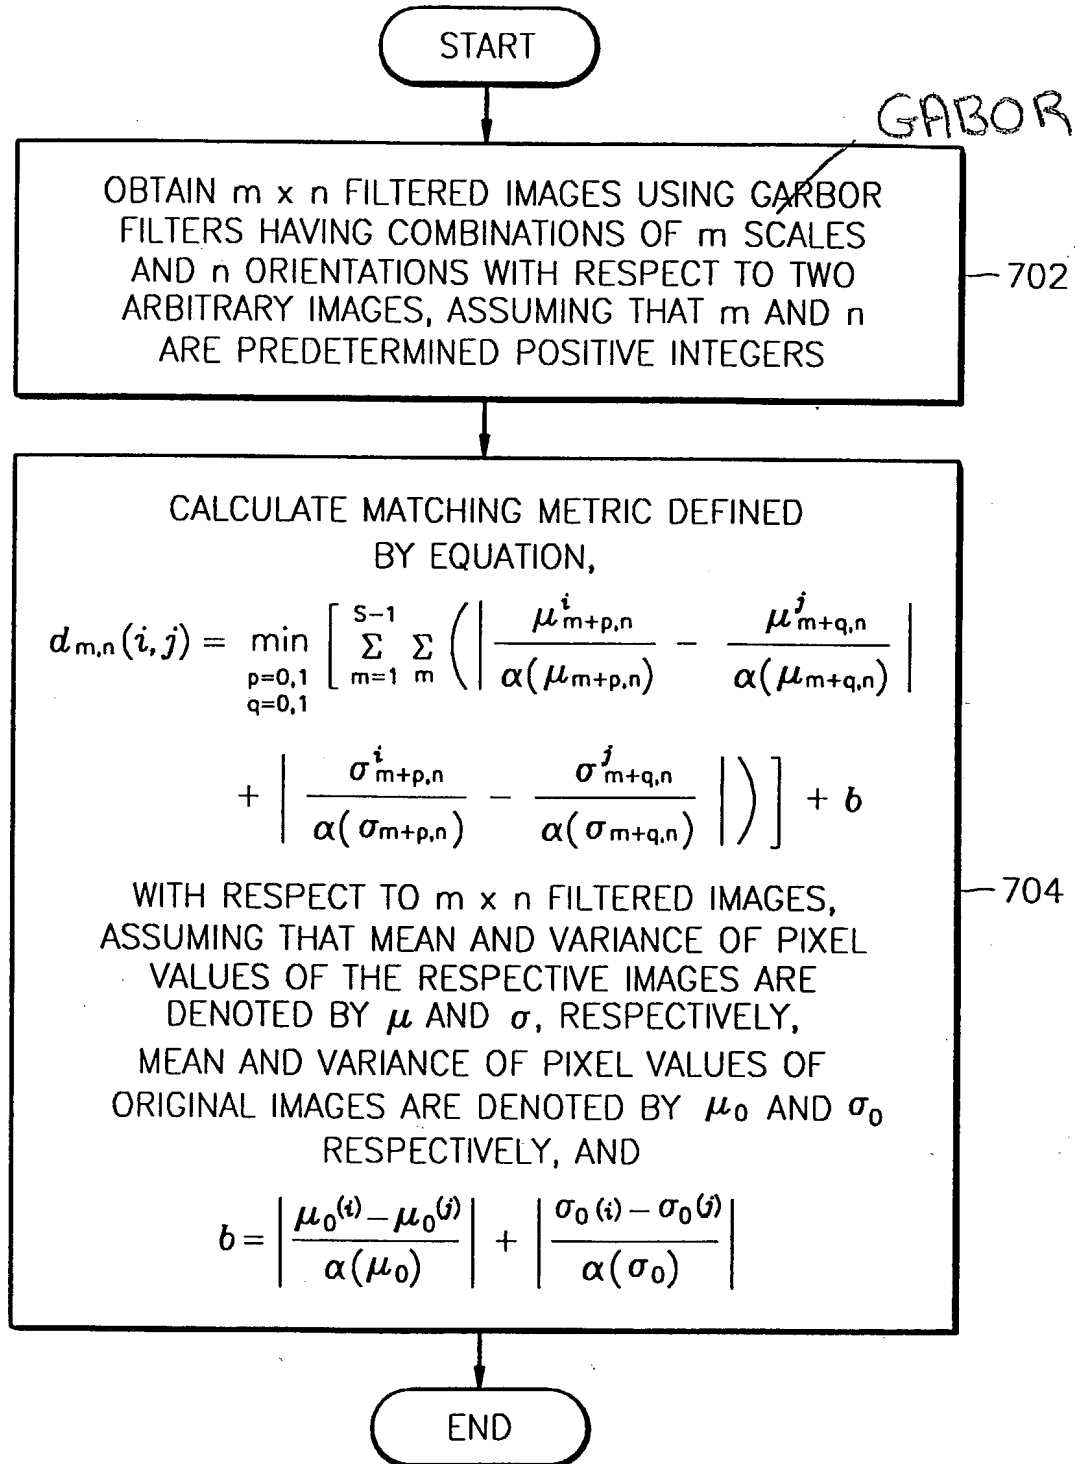 START
GABOR
OBTAIN m x n FILTERED IMAGES USING GARBOR
FILTERS HAVING COMBINATIONS OF m SCALES
AND n ORIENTATIONS WITH RESPECT TO TWO
ARBITRARY IMAGES, ASSUMING THAT m AND n
ARE PREDETERMINED POSITIVE INTEGERS
702
CALCULATE MATCHING METRIC DEFINED
BY EQUATION,
d_{m,n}(i,j) = min_{p=0,1 q=0,1} [ Σ_{m=1}^{S-1} Σ_{m} ( | μ^{i}_{m+p,n} / α(μ_{m+p,n}) − μ^{j}_{m+q,n} / α(μ_{m+q,n}) |
+ | σ^{i}_{m+p,n} / α(σ_{m+p,n}) − σ^{j}_{m+q,n} / α(σ_{m+q,n}) | ) ] + b
WITH RESPECT TO m x n FILTERED IMAGES,
704
ASSUMING THAT MEAN AND VARIANCE OF PIXEL
VALUES OF THE RESPECTIVE IMAGES ARE
DENOTED BY μ AND σ, RESPECTIVELY,
MEAN AND VARIANCE OF PIXEL VALUES OF
ORIGINAL IMAGES ARE DENOTED BY μ₀ AND σ₀
RESPECTIVELY, AND
b = | (μ₀(i) − μ₀(j)) / α(μ₀) | + | (σ₀(i) − σ₀(j)) / α(σ₀) |
END